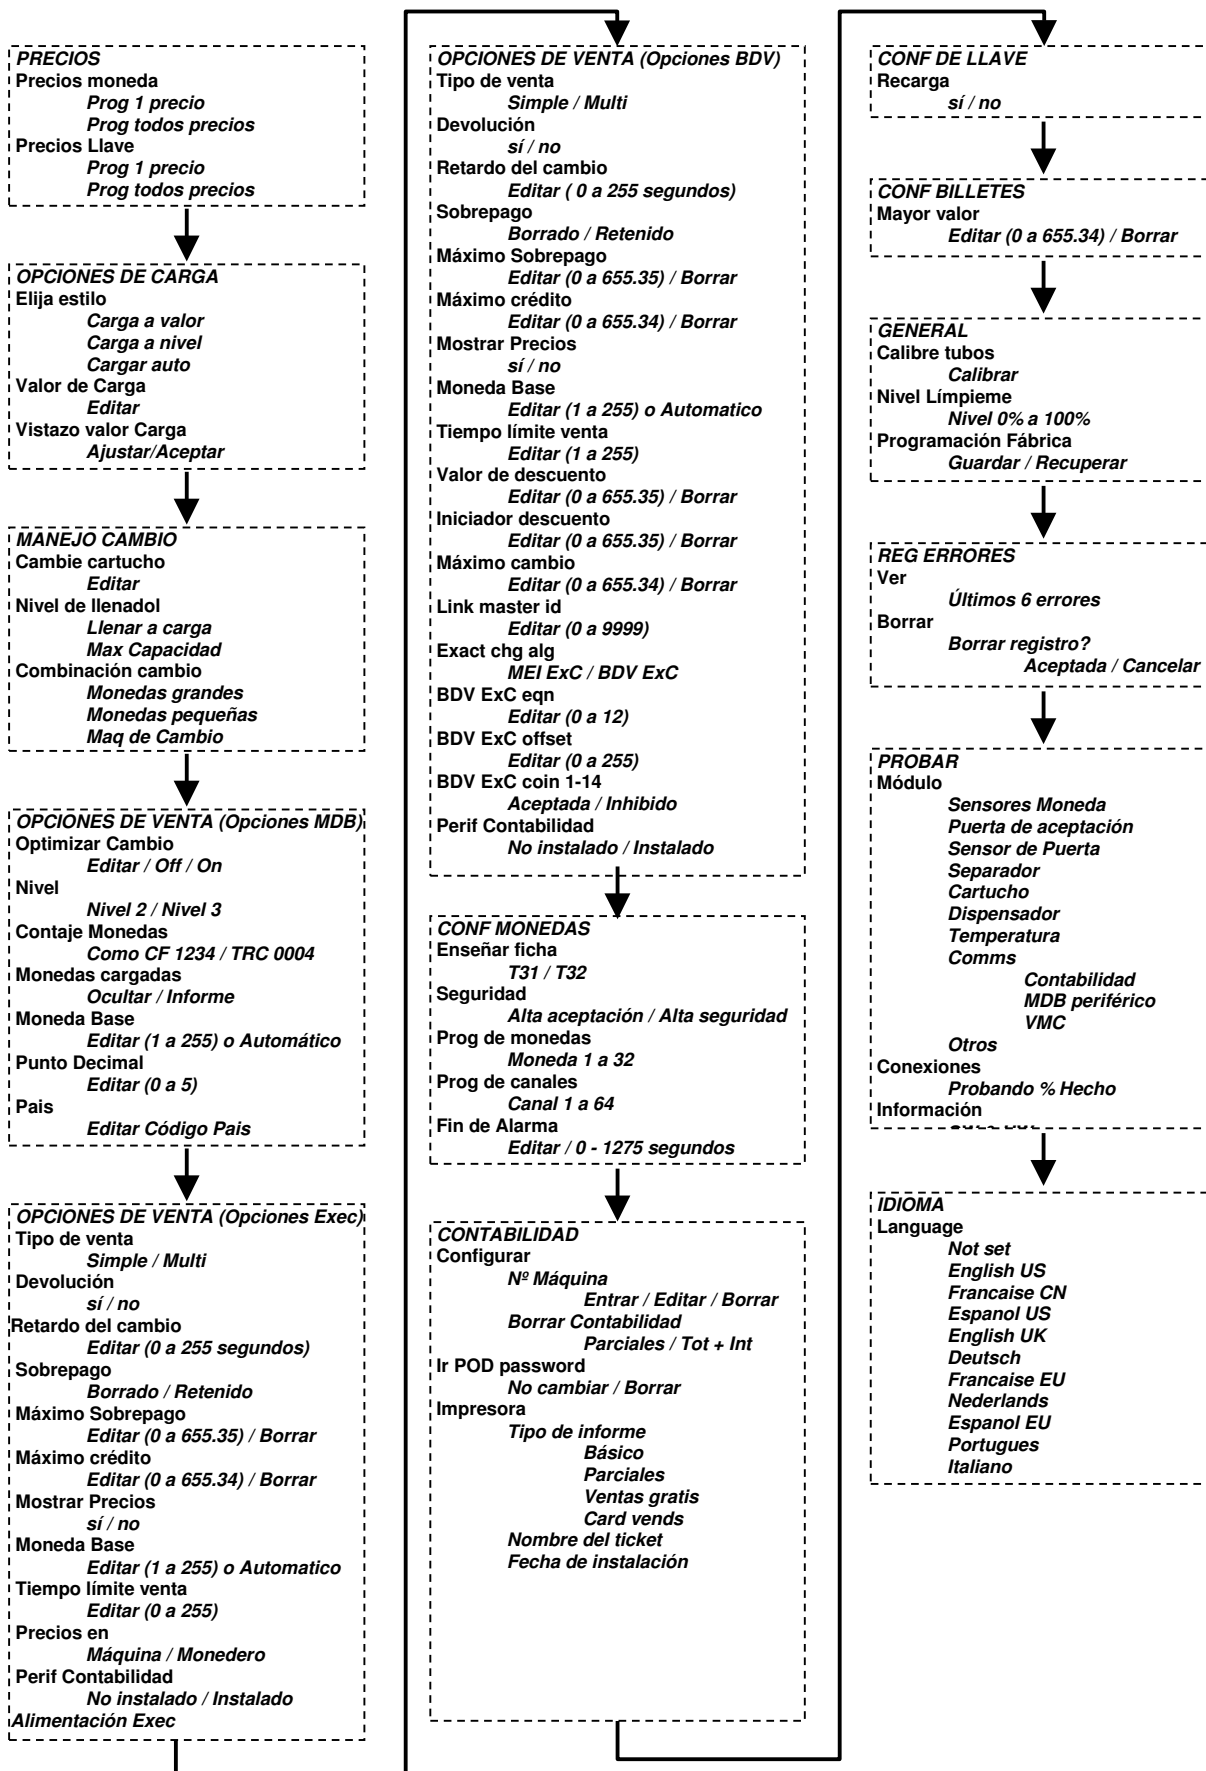 PRECIOS
Precios moneda
Prog 1 precio
Prog todos precios
Precios Llave
Prog 1 precio
Prog todos precios
OPCIONES DE CARGA
Elija estilo
Carga a valor
Carga a nivel
Cargar auto
Valor de Carga
Editar
Vistazo valor Carga
Ajustar/Aceptar
MANEJO CAMBIO
Cambie cartucho
Editar
Nivel de llenadol
Llenar a carga
Max Capacidad
Combinación cambio
Monedas grandes
Monedas pequeñas
Maq de Cambio
OPCIONES DE VENTA (Opciones MDB)
Optimizar Cambio
Editar / Off / On
Nivel
Nivel 2 / Nivel 3
Contaje Monedas
Como CF 1234 / TRC 0004
Monedas cargadas
Ocultar / Informe
Moneda Base
Editar (1 a 255) o Automático
Punto Decimal
Editar (0 a 5)
Pais
Editar Código Pais
OPCIONES DE VENTA (Opciones Exec)
Tipo de venta
Simple / Multi
Devolución
sí / no
Retardo del cambio
Editar (0 a 255 segundos)
Sobrepago
Borrado / Retenido
Máximo Sobrepago
Editar (0 a 655.35) / Borrar
Máximo crédito
Editar (0 a 655.34) / Borrar
Mostrar Precios
sí / no
Moneda Base
Editar (1 a 255) o Automatico
Tiempo límite venta
Editar (0 a 255)
Precios en
Máquina / Monedero
Perif Contabilidad
No instalado / Instalado
Alimentación Exec
OPCIONES DE VENTA (Opciones BDV)
Tipo de venta
Simple / Multi
Devolución
sí / no
Retardo del cambio
Editar ( 0 a 255 segundos)
Sobrepago
Borrado / Retenido
Máximo Sobrepago
Editar (0 a 655.35) / Borrar
Máximo crédito
Editar (0 a 655.34) / Borrar
Mostrar Precios
sí / no
Moneda Base
Editar (1 a 255) o Automatico
Tiempo límite venta
Editar (1 a 255)
Valor de descuento
Editar (0 a 655.35) / Borrar
Iniciador descuento
Editar (0 a 655.35) / Borrar
Máximo cambio
Editar (0 a 655.34) / Borrar
Link master id
Editar (0 a 9999)
Exact chg alg
MEI ExC / BDV ExC
BDV ExC eqn
Editar (0 a 12)
BDV ExC offset
Editar (0 a 255)
BDV ExC coin 1-14
Aceptada / Inhibido
Perif Contabilidad
No instalado / Instalado
CONF MONEDAS
Enseñar ficha
T31 / T32
Seguridad
Alta aceptación / Alta seguridad
Prog de monedas
Moneda 1 a 32
Prog de canales
Canal 1 a 64
Fin de Alarma
Editar / 0 - 1275 segundos
CONTABILIDAD
Configurar
Nº Máquina
Entrar / Editar / Borrar
Borrar Contabilidad
Parciales / Tot + Int
Ir POD password
No cambiar / Borrar
Impresora
Tipo de informe
Básico
Parciales
Ventas gratis
Card vends
Nombre del ticket
Fecha de instalación
CONF DE LLAVE
Recarga
sí / no
CONF BILLETES
Mayor valor
Editar (0 a 655.34) / Borrar
GENERAL
Calibre tubos
Calibrar
Nivel Límpieme
Nivel 0% a 100%
Programación Fábrica
Guardar / Recuperar
REG ERRORES
Ver
Últimos 6 errores
Borrar
Borrar registro?
Aceptada / Cancelar
PROBAR
Módulo
Sensores Moneda
Puerta de aceptación
Sensor de Puerta
Separador
Cartucho
Dispensador
Temperatura
Comms
Contabilidad
MDB periférico
VMC
Otros
Conexiones
Probando % Hecho
Información
IDIOMA
Language
Not set
English US
Francaise CN
Espanol US
English UK
Deutsch
Francaise EU
Nederlands
Espanol EU
Portugues
Italiano